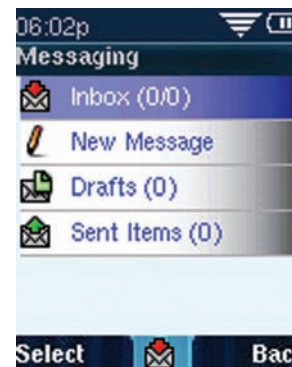 06:02p
Messaging
Inbox (0/0)
New Message
Drafts (0)
Sent Items (0)
Select Bac